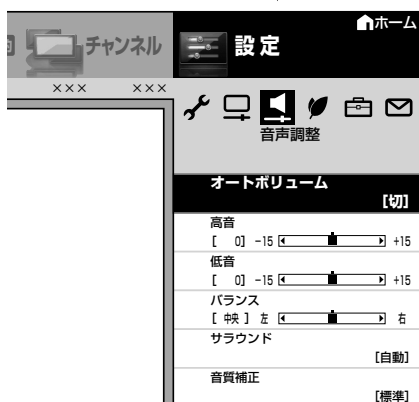 ホーム
チャンネル
設定
××× ×××
音声調整
オートボリューム
[切]
高音
[ 0] -15 +15
低音
[ 0] -15 +15
バランス
[ 中央 ] 左 右
サラウンド
[自動]
音質補正
[標準]